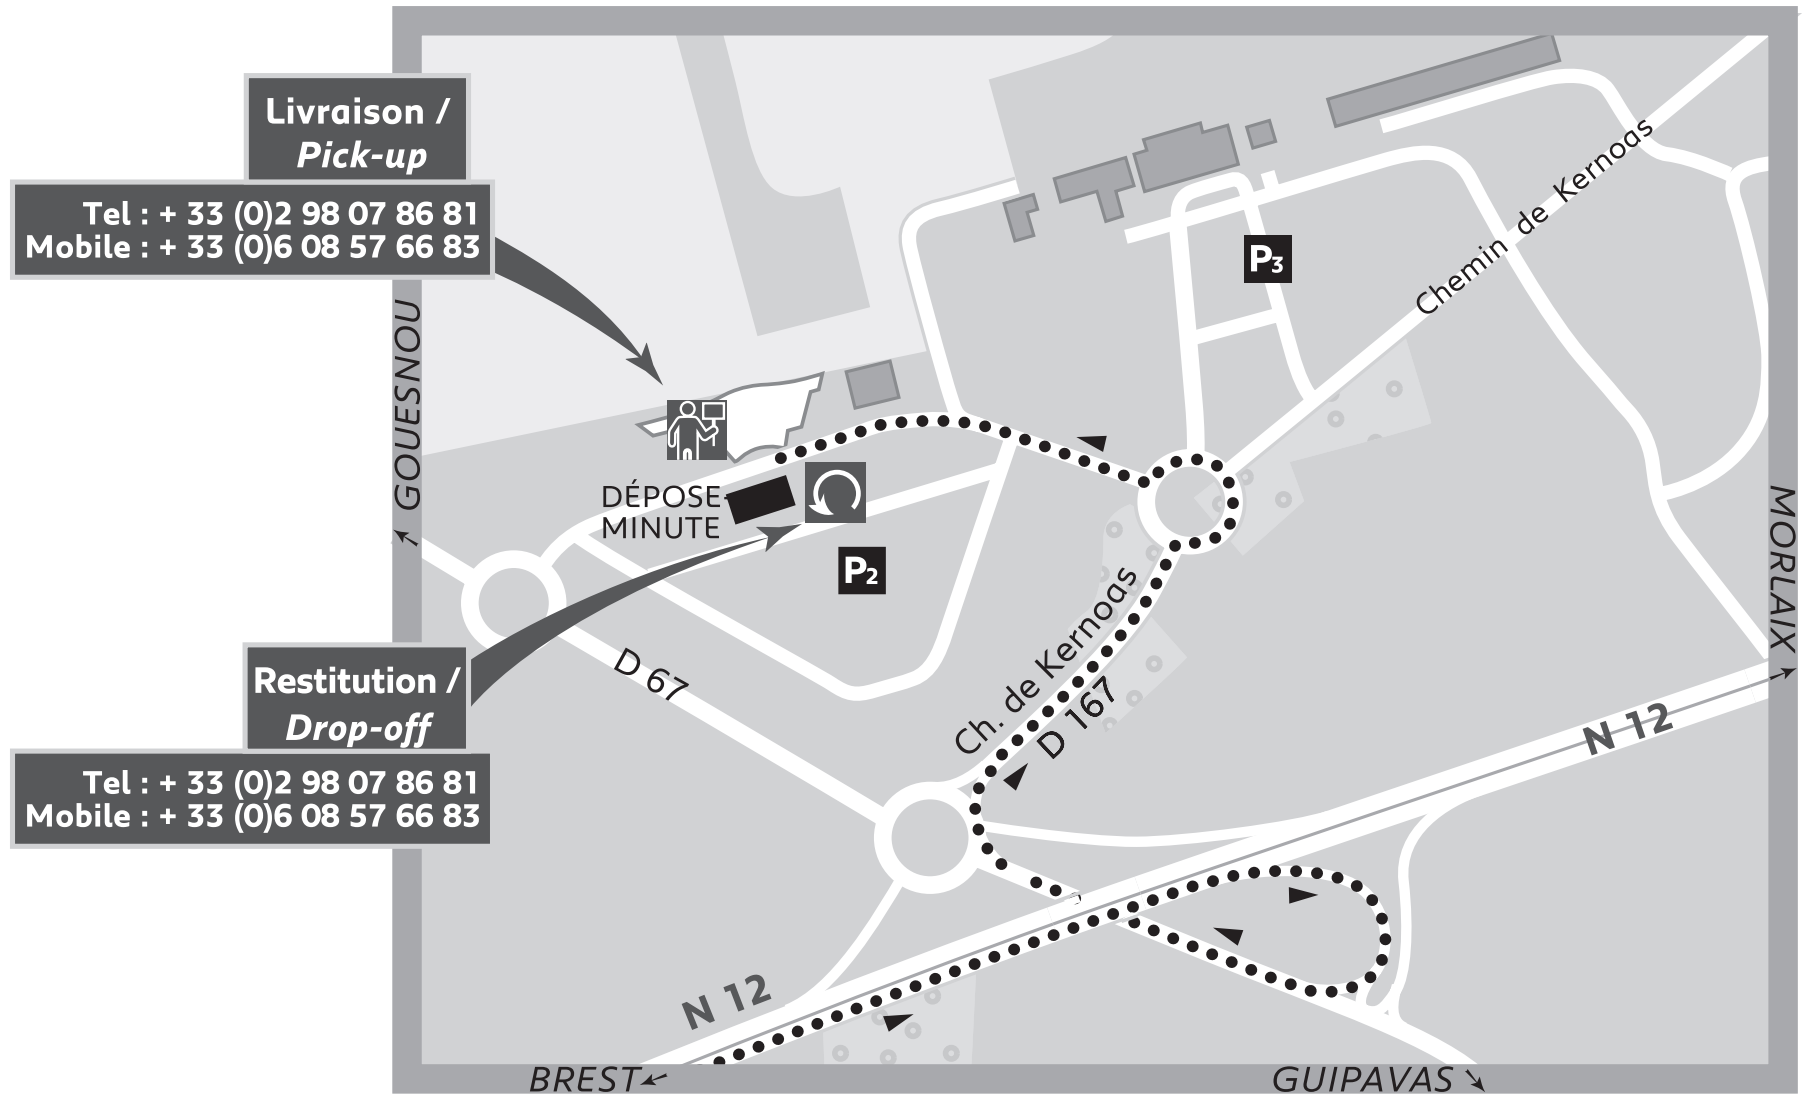 Livraison /
Pick-up
Tel : + 33 (0)2 98 07 86 81
Mobile : + 33 (0)6 08 57 66 83
GOUESNOU
Chemin de Kernoas
P3
DÉPOSE-
MINUTE
P2
MORLAIX
Restitution /
Drop-off
Tel : + 33 (0)2 98 07 86 81
Mobile : + 33 (0)6 08 57 66 83
D 67
Ch. de Kernoas
D 167
N 12
N 12
BREST
GUIPAVAS